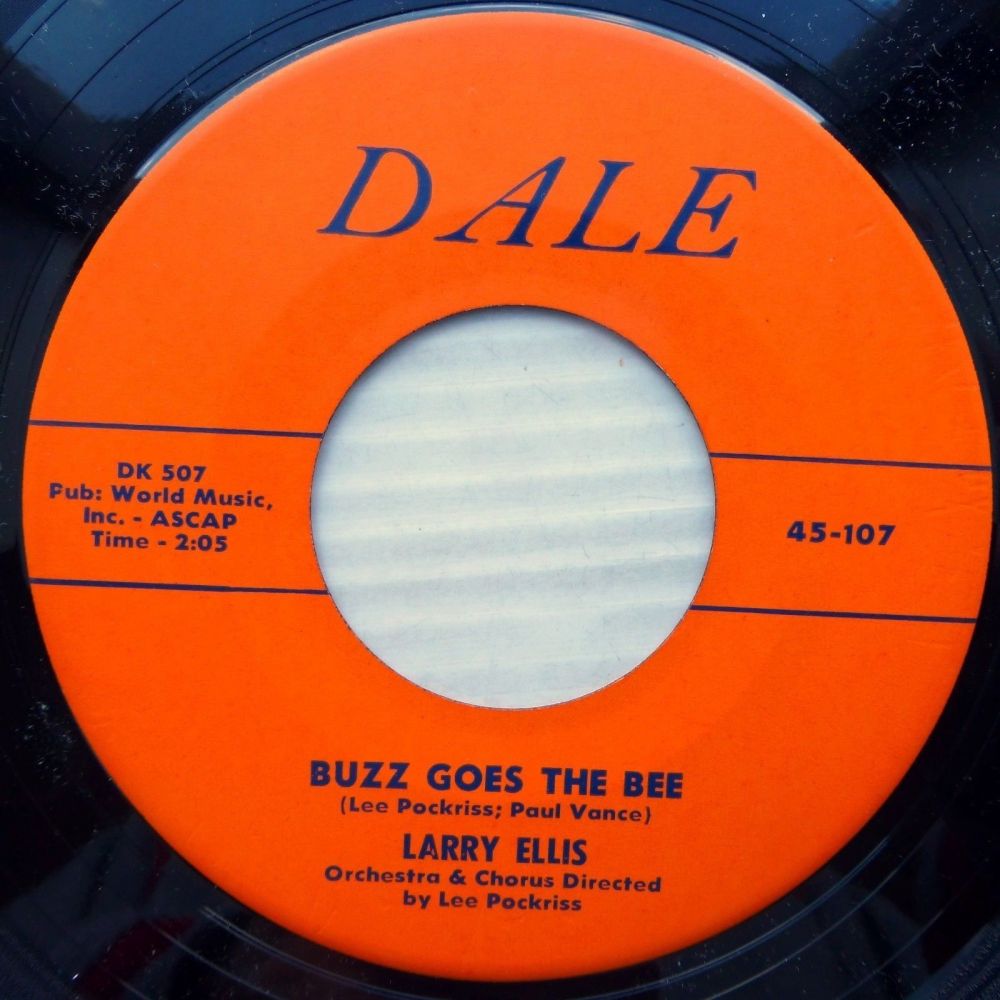 DALE
DK 507
Pub: World Music,
Inc. - ASCAP
Time - 2:05
45-107
BUZZ GOES THE BEE
(Lee Pockriss; Paul Vance)
LARRY ELLIS
Orchestra & Chorus Directed
by Lee Pockriss